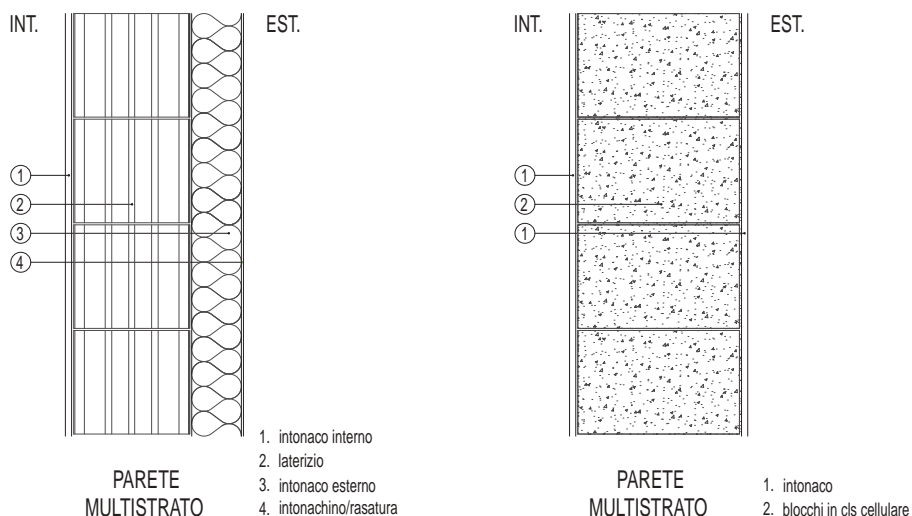 INT.
EST.
1
2
3
4
PARETE
MULTISTRATO
1. intonaco interno
2. laterizio
3. intonaco esterno
4. intonachino/rasatura
INT.
EST.
1
2
1
PARETE
MULTISTRATO
1. intonaco
2. blocchi in cls cellulare